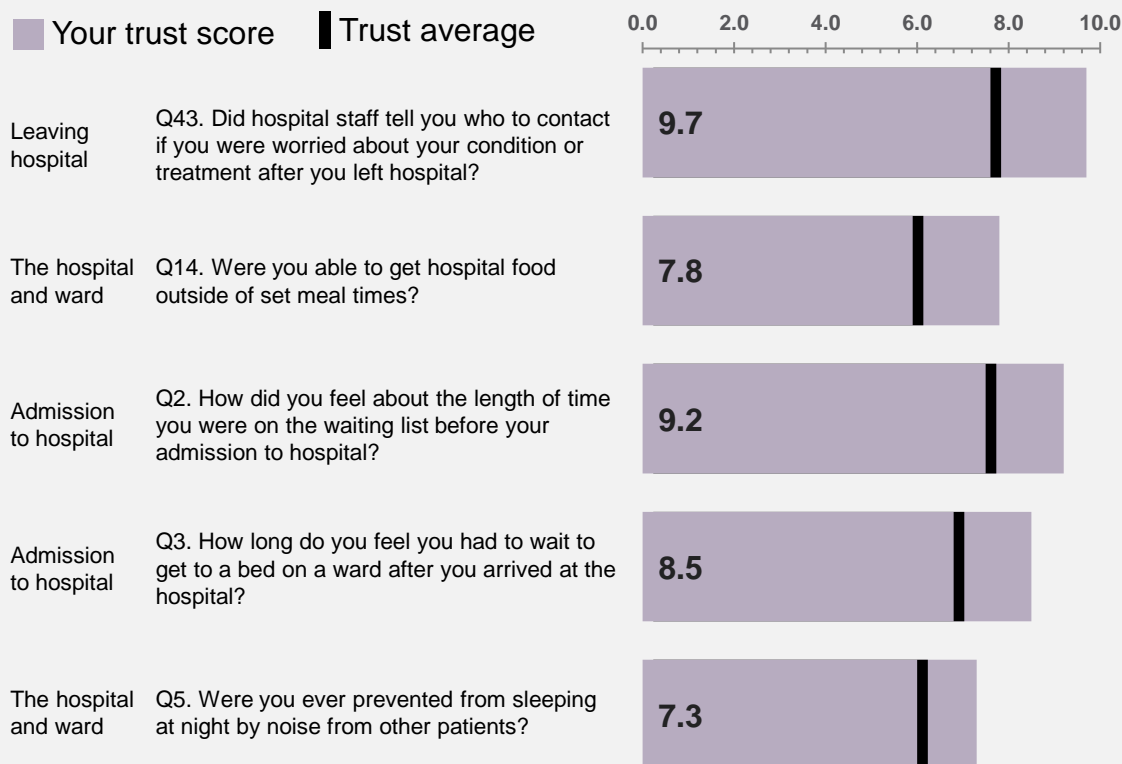 Your trust score
Trust average
0.0 2.0 4.0 6.0 8.0 10.0
Leaving
hospital
Q43. Did hospital staff tell you who to contact
if you were worried about your condition or
treatment after you left hospital?
9.7
The hospital
and ward
Q14. Were you able to get hospital food
outside of set meal times?
7.8
Admission
to hospital
Q2. How did you feel about the length of time
you were on the waiting list before your
admission to hospital?
9.2
Admission
to hospital
Q3. How long do you feel you had to wait to
get to a bed on a ward after you arrived at the
hospital?
8.5
The hospital
and ward
Q5. Were you ever prevented from sleeping
at night by noise from other patients?
7.3